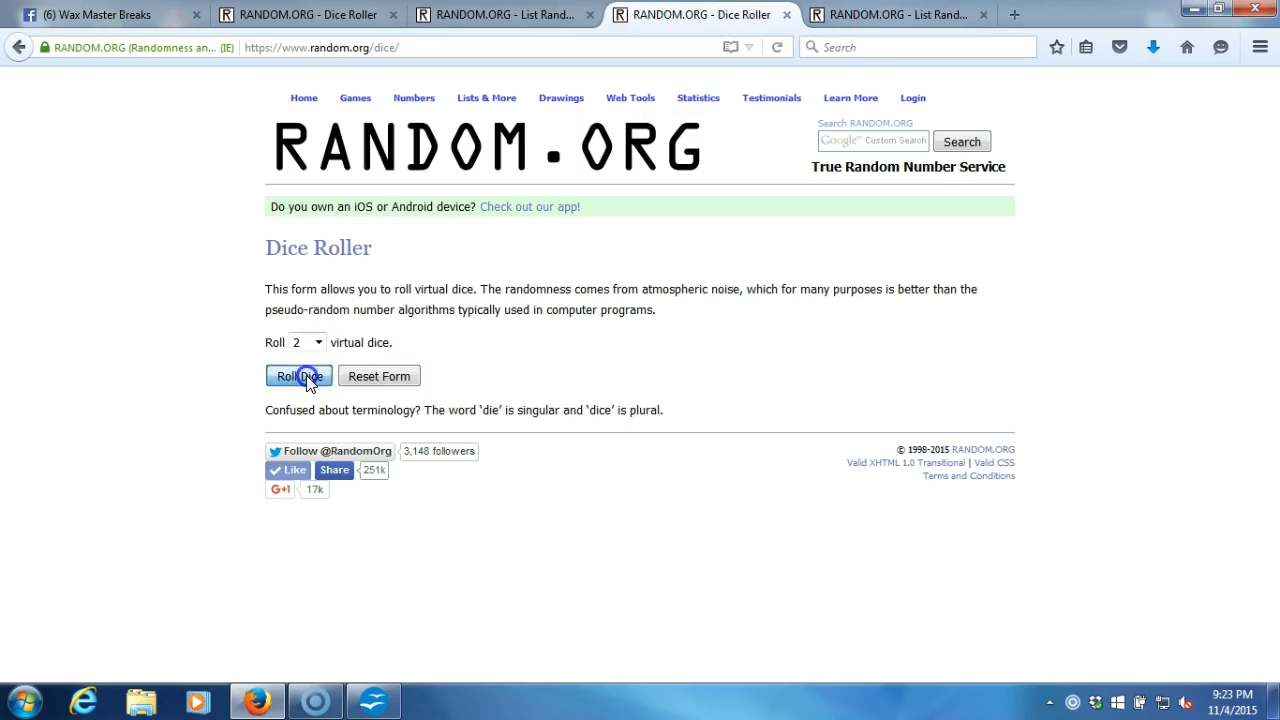 (6) Wax Master Breaks
RANDOM.ORG - Dice Roller
RANDOM.ORG - List Rand...
RANDOM.ORG - Dice Roller
RANDOM.ORG - List Rand...
RANDOM.ORG (Randomness an... (IE)
https://www.random.org/dice/
Search
Home Games Numbers Lists & More Drawings Web Tools Statistics Testimonials Learn More Login
RANDOM.ORG
Search RANDOM.ORG
Google™ Custom Search
Search
True Random Number Service
Do you own an iOS or Android device? Check out our app!
Dice Roller
This form allows you to roll virtual dice. The randomness comes from atmospheric noise, which for many purposes is better than the
pseudo-random number algorithms typically used in computer programs.
Roll 2 virtual dice.
Roll Dice Reset Form
Confused about terminology? The word ‘die’ is singular and ‘dice’ is plural.
Follow @RandomOrg 3,148 followers
Like Share 251k
G+1 17k
© 1998-2015 RANDOM.ORG
Valid XHTML 1.0 Transitional | Valid CSS
Terms and Conditions
9:23 PM
11/4/2015